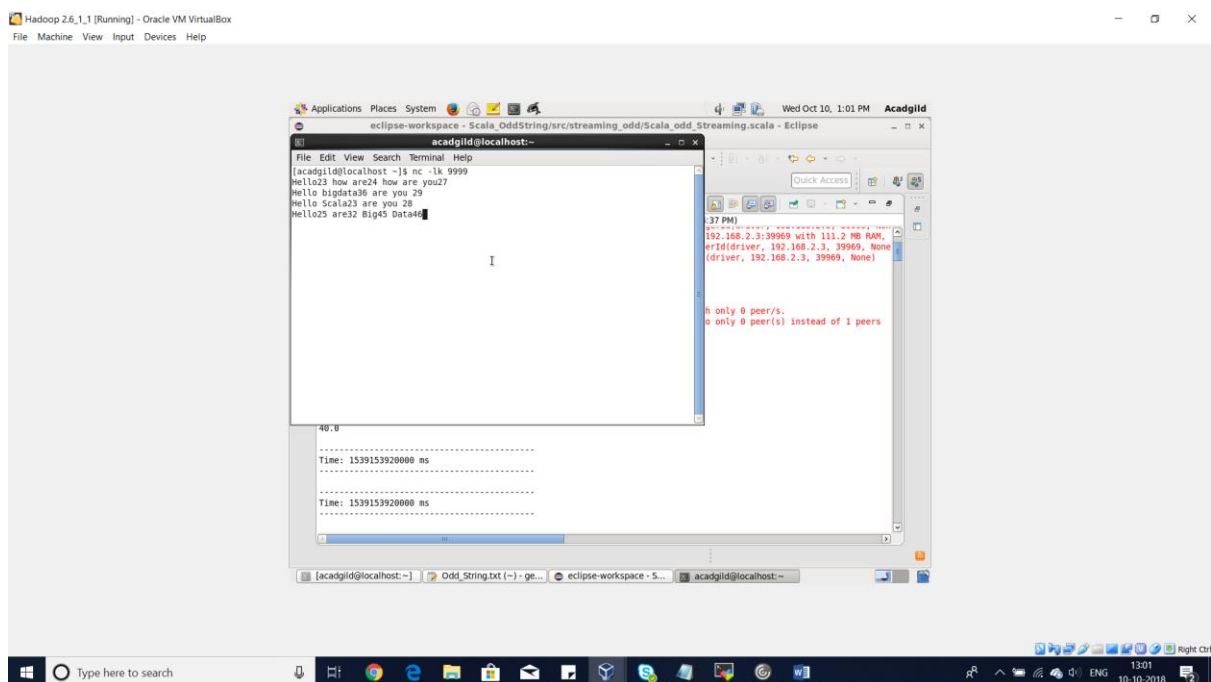 Hadoop 2.6_1_1 [Running] - Oracle VM VirtualBox
File Machine View Input Devices Help
Applications Places System
Wed Oct 10, 1:01 PM Acadgild
eclipse-workspace - Scala_OddString/src/streaming_odd/Scala_odd_Streaming.scala - Eclipse
acadgild@localhost:~
File Edit View Search Terminal Help
[acadgild@localhost ~]$ nc -lk 9999
Hello23 how are24 how are you27
Hello bigdata36 are you 29
Hello Scala23 are you 28
Hello25 are32 Big45 Data46
Quick Access
:37 PM)
192.168.2.3:39969 with 111.2 MB RAM,
erId(driver, 192.168.2.3, 39969, None
(driver, 192.168.2.3, 39969, None)
h only 0 peer/s.
o only 0 peer(s) instead of 1 peers
40.0
-------------------------------------------
Time: 1539153920000 ms
-------------------------------------------
-------------------------------------------
Time: 1539153920000 ms
-------------------------------------------
[acadgild@localhost:~]
Odd_String.txt (~) - ge...
eclipse-workspace - S...
acadgild@localhost:~
Right Ctrl
Type here to search
ENG
13:01
10-10-2018